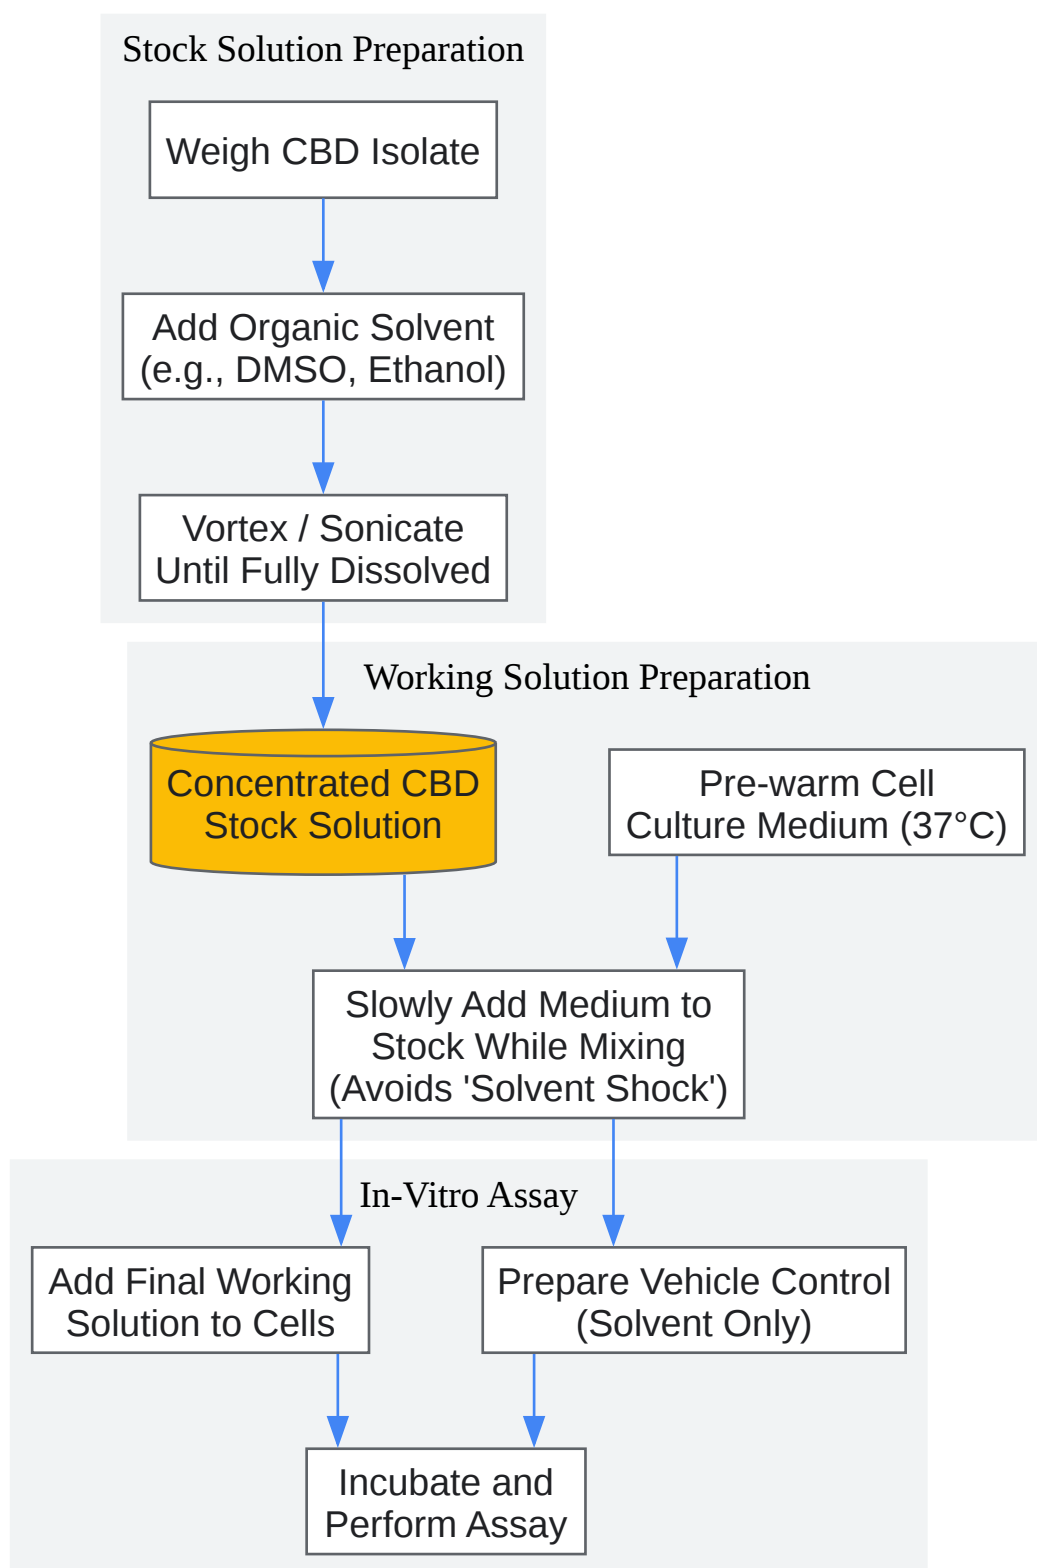 Stock Solution Preparation
Weigh CBD Isolate
Add Organic Solvent
(e.g., DMSO, Ethanol)
Vortex / Sonicate
Until Fully Dissolved
Working Solution Preparation
Concentrated CBD
Stock Solution
Pre-warm Cell
Culture Medium (37°C)
Slowly Add Medium to
Stock While Mixing
(Avoids 'Solvent Shock')
In-Vitro Assay
Add Final Working
Solution to Cells
Prepare Vehicle Control
(Solvent Only)
Incubate and
Perform Assay